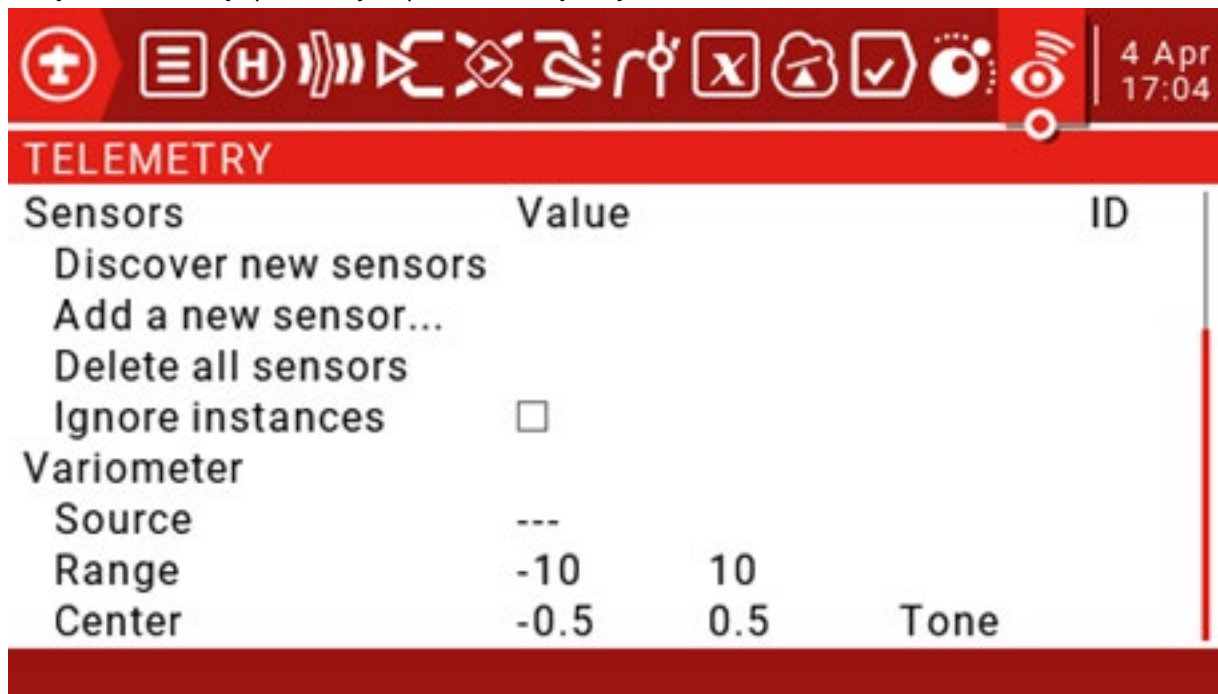 4 Apr
17:04
TELEMETRY
Sensors Value ID
Discover new sensors
Add a new sensor...
Delete all sensors
Ignore instances
Variometer
Source ---
Range -10 10
Center -0.5 0.5 Tone